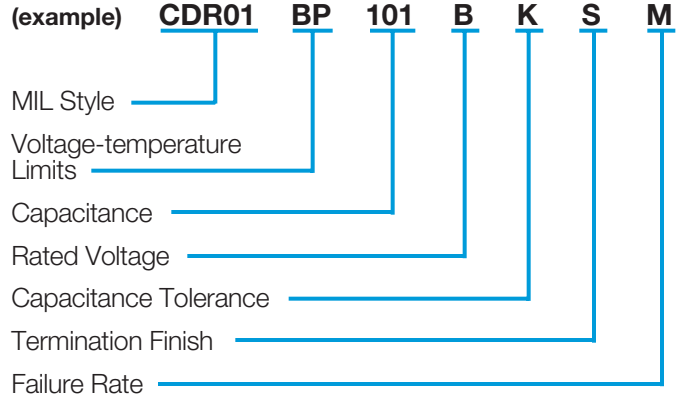 (example) CDR01 BP 101 B K S M
MIL Style
Voltage-temperature
Limits
Capacitance
Rated Voltage
Capacitance Tolerance
Termination Finish
Failure Rate